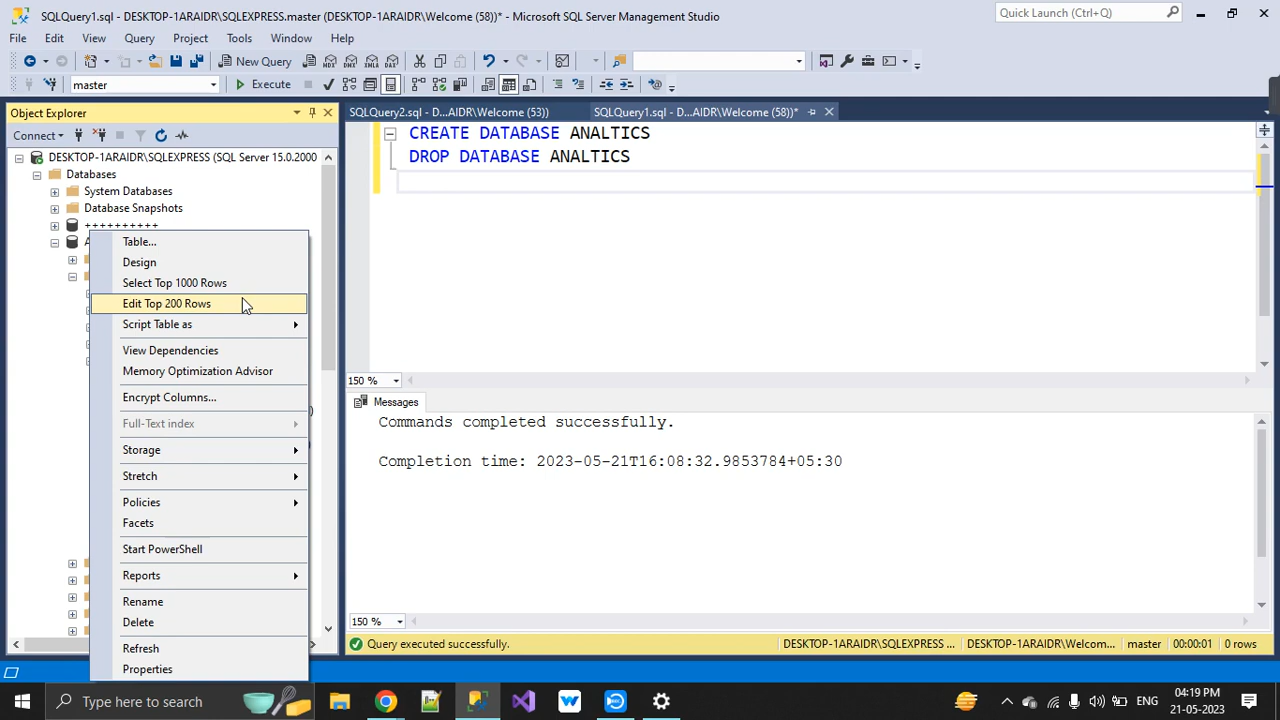 SQLQuery1.sql - DESKTOP-1ARAIDR\SQLEXPRESS.master (DESKTOP-1ARAIDR\Welcome (58))* - Microsoft SQL Server Management Studio
Quick Launch (Ctrl+Q)
File Edit View Query Project Tools Window Help
New Query
MDX DMX XMLA DAX
master
Execute
Object Explorer
SQLQuery2.sql - D...AIDR\Welcome (53))
SQLQuery1.sql - D...AIDR\Welcome (58))*
Connect
DESKTOP-1ARAIDR\SQLEXPRESS (SQL Server 15.0.2000
Databases
System Databases
Database Snapshots
++++++++++
CREATE DATABASE ANALTICS
DROP DATABASE ANALTICS
Table...
Design
Select Top 1000 Rows
Edit Top 200 Rows
Script Table as
View Dependencies
Memory Optimization Advisor
Encrypt Columns...
Full-Text index
Storage
Stretch
Policies
Facets
Start PowerShell
Reports
Rename
Delete
Refresh
Properties
150 %
Messages
Commands completed successfully.
Completion time: 2023-05-21T16:08:32.9853784+05:30
150 %
Query executed successfully.
DESKTOP-1ARAIDR\SQLEXPRESS ...
DESKTOP-1ARAIDR\Welcom...
master
00:00:01
0 rows
Type here to search
ENG
04:19 PM
21-05-2023